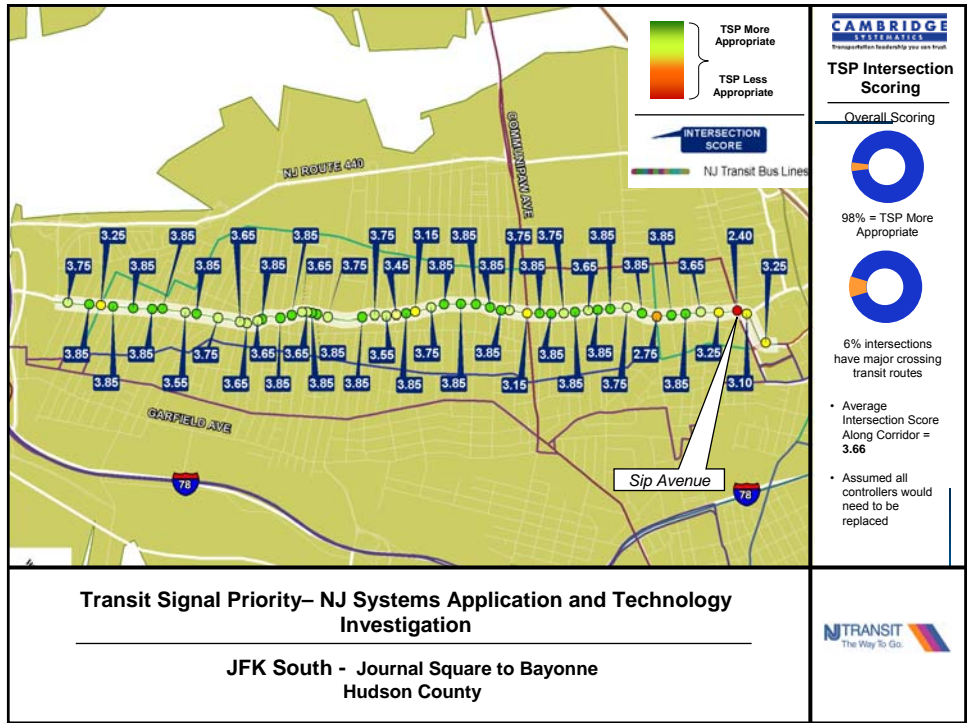 TSP More
Appropriate
TSP Less
Appropriate
INTERSECTION
SCORE
NJ Transit Bus Lines
NJ ROUTE 440
COMMUNIPAW AVE
3.25 3.85 3.65 3.85 3.75 3.15 3.85 3.75 3.75 3.85 3.85 2.40
3.75 3.85 3.85 3.85 3.65 3.75 3.45 3.85 3.85 3.85 3.65 3.85 3.65 3.25
3.85 3.85 3.75 3.65 3.65 3.85 3.55 3.75 3.85 3.85 3.85 2.75 3.25
3.85 3.55 3.65 3.85 3.85 3.85 3.85 3.85 3.15 3.85 3.75 3.85 3.10
GARFIELD AVE
78
Sip Avenue
78
CAMBRIDGE
SYSTEMATICS
Transportation leadership you can trust.
TSP Intersection
Scoring
Overall Scoring
98% = TSP More
Appropriate
6% intersections
have major crossing
transit routes
• Average
Intersection Score
Along Corridor =
3.66
• Assumed all
controllers would
need to be
replaced
Transit Signal Priority– NJ Systems Application and Technology
Investigation
JFK South - Journal Square to Bayonne
Hudson County
NJTRANSIT
The Way To Go.